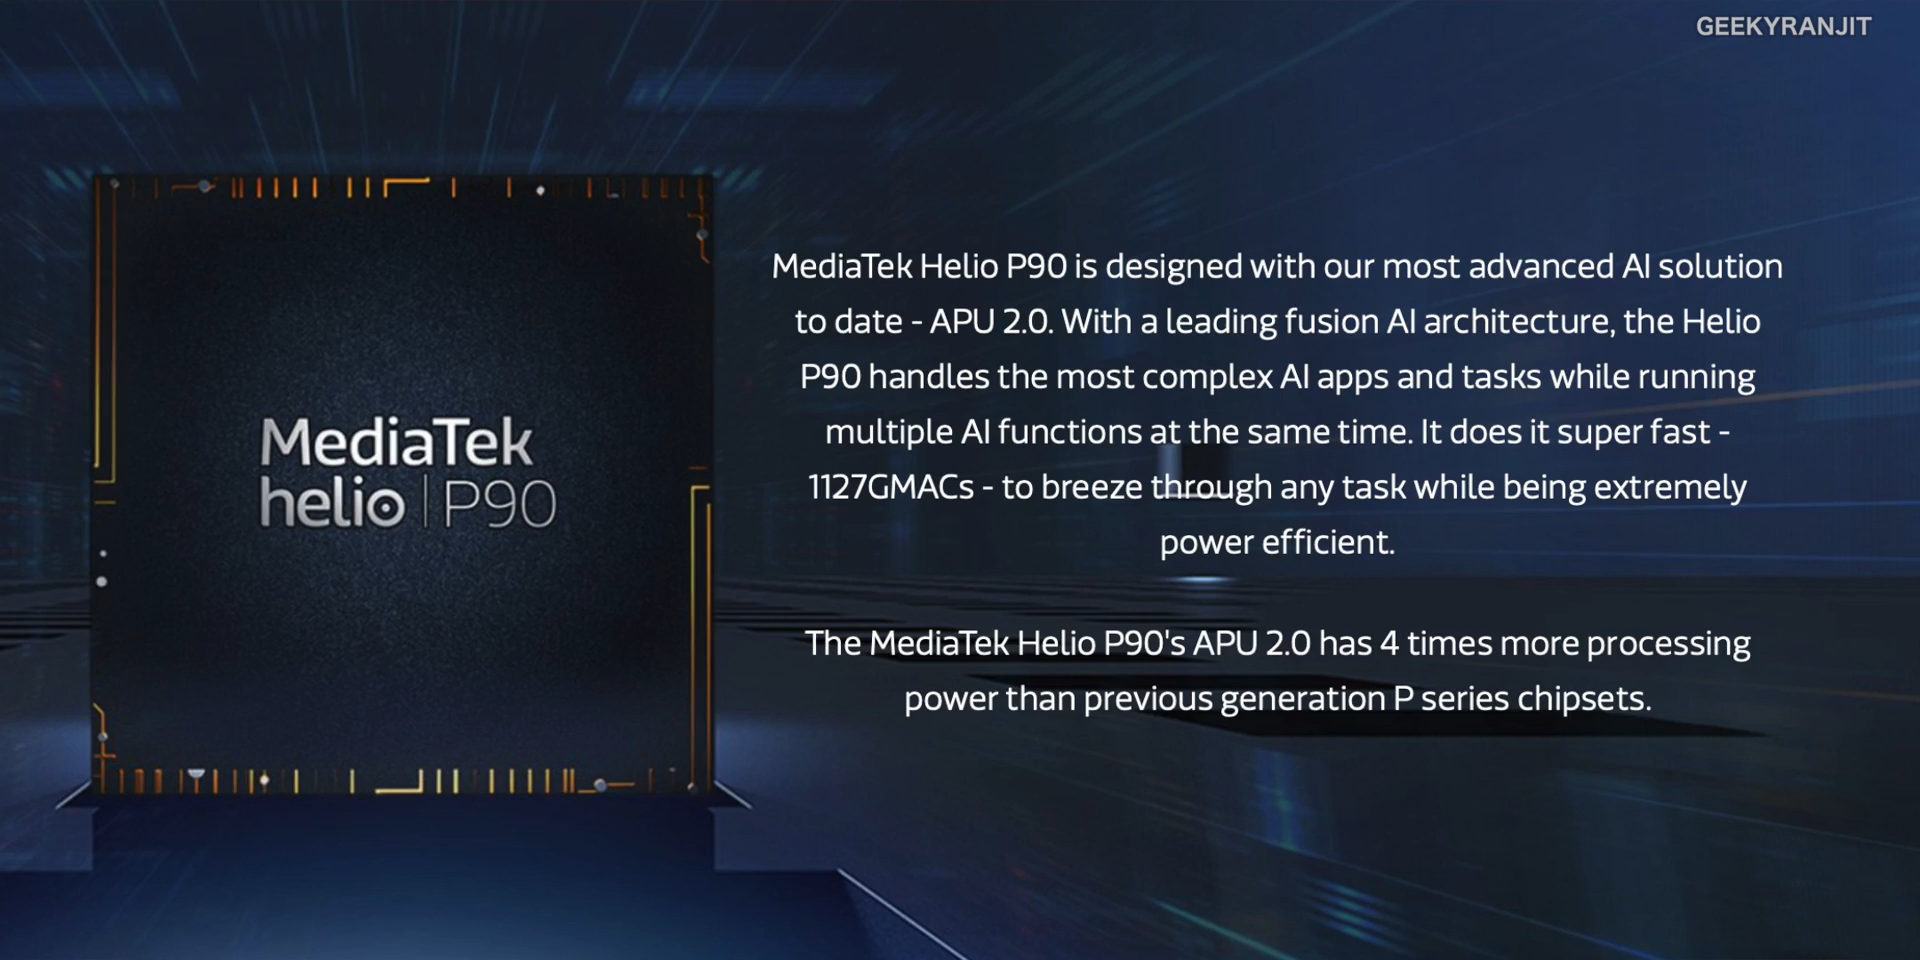 GEEKYRANJIT
MediaTek
helio | P90
MediaTek Helio P90 is designed with our most advanced AI solution
to date - APU 2.0. With a leading fusion AI architecture, the Helio
P90 handles the most complex AI apps and tasks while running
multiple AI functions at the same time. It does it super fast -
1127GMACs - to breeze through any task while being extremely
power efficient.
The MediaTek Helio P90's APU 2.0 has 4 times more processing
power than previous generation P series chipsets.